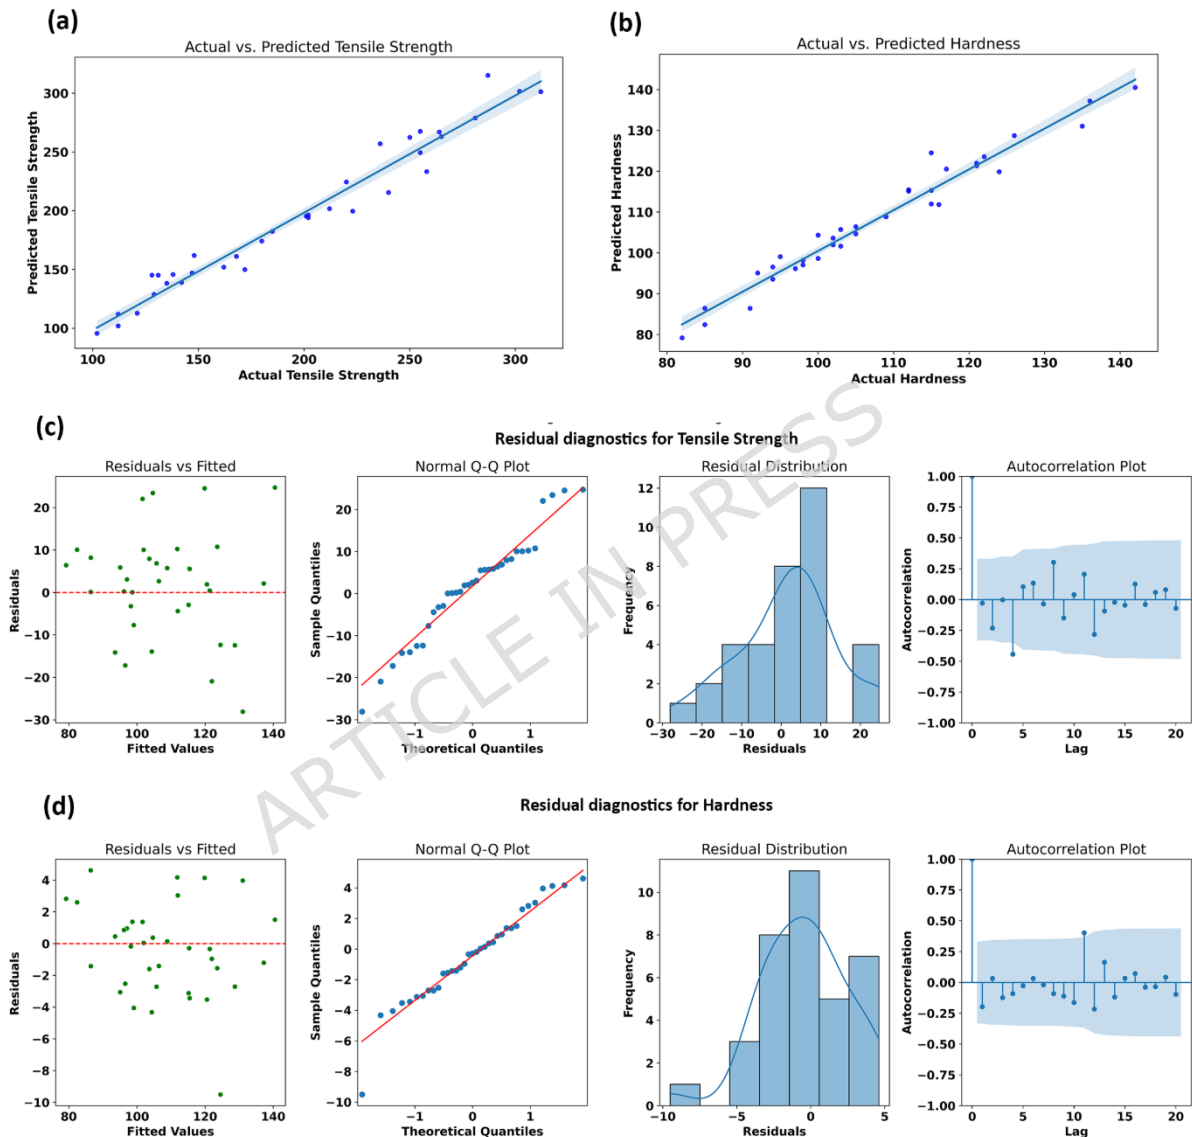 (a)
Actual vs. Predicted Tensile Strength
300
250
200
150
100
Predicted Tensile Strength
100 150 200 250 300
Actual Tensile Strength
(b)
Actual vs. Predicted Hardness
140
130
120
110
100
90
80
Predicted Hardness
80 90 100 110 120 130 140
Actual Hardness
(c)
Residual diagnostics for Tensile Strength
Residuals vs Fitted
20
10
0
−10
−20
−30
Residuals
80 100 120 140
Fitted Values
Normal Q-Q Plot
30
20
10
0
−10
−20
−30
Sample Quantiles
−1 0 1
Theoretical Quantiles
Residual Distribution
12
10
8
6
4
2
0
Frequency
−30 −20 −10 0 10 20
Residuals
Autocorrelation Plot
1.00
0.75
0.50
0.25
0.00
−0.25
−0.50
−0.75
−1.00
Autocorrelation
0 5 10 15 20
Lag
(d)
Residual diagnostics for Hardness
Residuals vs Fitted
4
2
0
−2
−4
−6
−8
−10
Residuals
80 100 120 140
Fitted Values
Normal Q-Q Plot
4
2
0
−2
−4
−6
−8
−10
Sample Quantiles
−1 0 1
Theoretical Quantiles
Residual Distribution
10
8
6
4
2
0
Frequency
−10 −5 0 5
Residuals
Autocorrelation Plot
1.00
0.75
0.50
0.25
0.00
−0.25
−0.50
−0.75
−1.00
Autocorrelation
0 5 10 15 20
Lag
ARTICLE IN PRESS